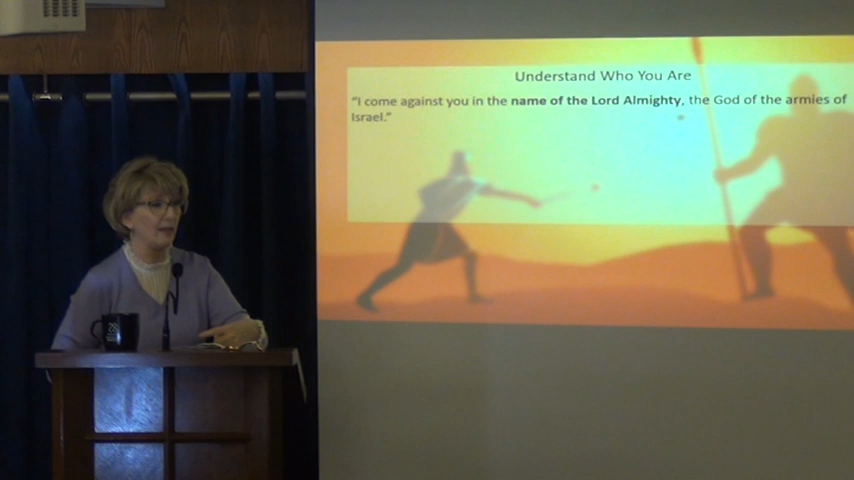 Understand Who You Are
“I come against you in the name of the Lord Almighty, the God of the armies of
Israel.”